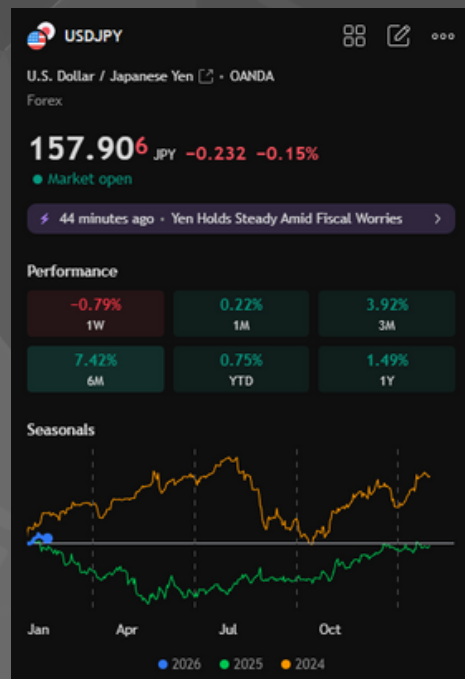 USDJPY
U.S. Dollar / Japanese Yen • OANDA
Forex
157.906 JPY −0.232 −0.15%
Market open
44 minutes ago • Yen Holds Steady Amid Fiscal Worries
Performance
−0.79% 0.22% 3.92%
1W 1M 3M
7.42% 0.75% 1.49%
6M YTD 1Y
Seasonals
Jan Apr Jul Oct
2026 2025 2024